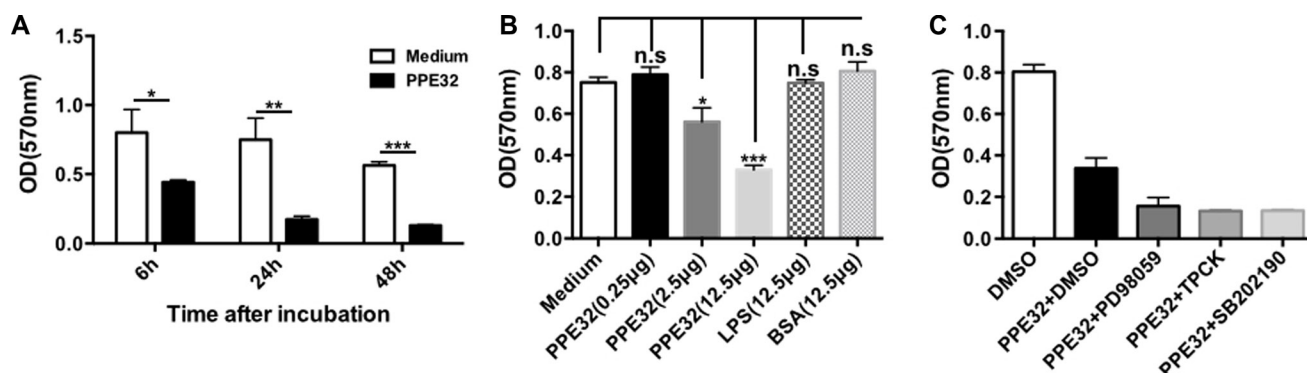 A
OD(570nm)
1.5
1.0
0.5
0.0
Medium
PPE32
*
**
***
6h
24h
48h
Time after incubation
B
OD(570nm)
1.0
0.8
0.6
0.4
0.2
0.0
n.s
*
***
n.s
n.s
Medium
PPE32(0.25µg)
PPE32(2.5µg)
PPE32(12.5µg)
LPS(12.5µg)
BSA(12.5µg)
C
OD(570nm)
1.0
0.8
0.6
0.4
0.2
0.0
DMSO
PPE32+DMSO
PPE32+PD98059
PPE32+TPCK
PPE32+SB202190